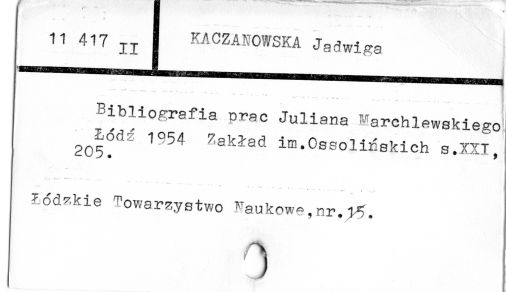 11 417 II
KACZANOWSKA Jadwiga
Bibliografia prac Juliana Marchlewskiego
Łódź 1954 Zakład im.Ossolińskich s.XXI,
205.
Łódzkie Towarzystwo Naukowe,nr.15.